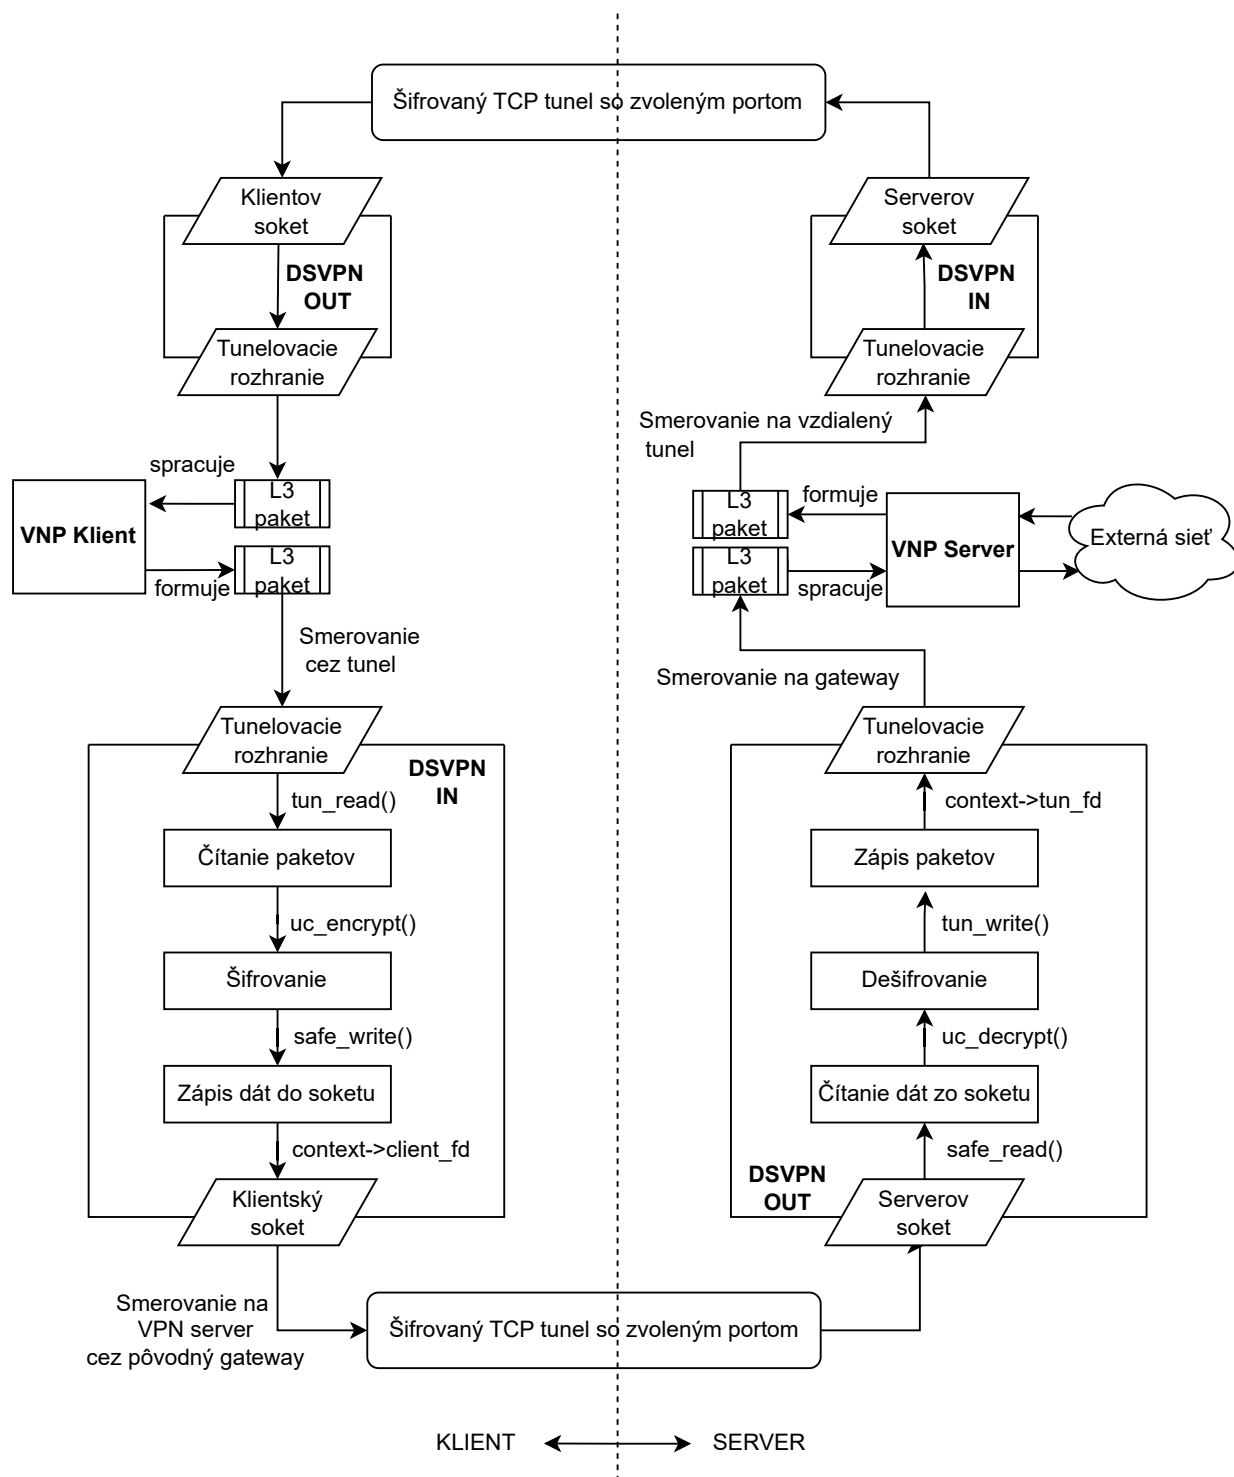 Šifrovaný TCP tunel so zvoleným portom
Klientov
soket
DSVPN
OUT
Tunelovacie
rozhranie
Serverov
soket
DSVPN
IN
Tunelovacie
rozhranie
Smerovanie na vzdialený
tunel
spracuje
L3
paket
VNP Klient
L3
paket
formuje
L3
paket
formuje
VNP Server
Externá sieť
L3
paket
spracuje
Smerovanie
cez tunel
Smerovanie na gateway
Tunelovacie
rozhranie
DSVPN
IN
tun_read()
Čítanie paketov
uc_encrypt()
Šifrovanie
safe_write()
Zápis dát do soketu
context->client_fd
Klientský
soket
Tunelovacie
rozhranie
context->tun_fd
Zápis paketov
tun_write()
Dešifrovanie
uc_decrypt()
Čítanie dát zo soketu
safe_read()
DSVPN
OUT
Serverov
soket
Smerovanie na
VPN server
cez pôvodný gateway
Šifrovaný TCP tunel so zvoleným portom
KLIENT
SERVER